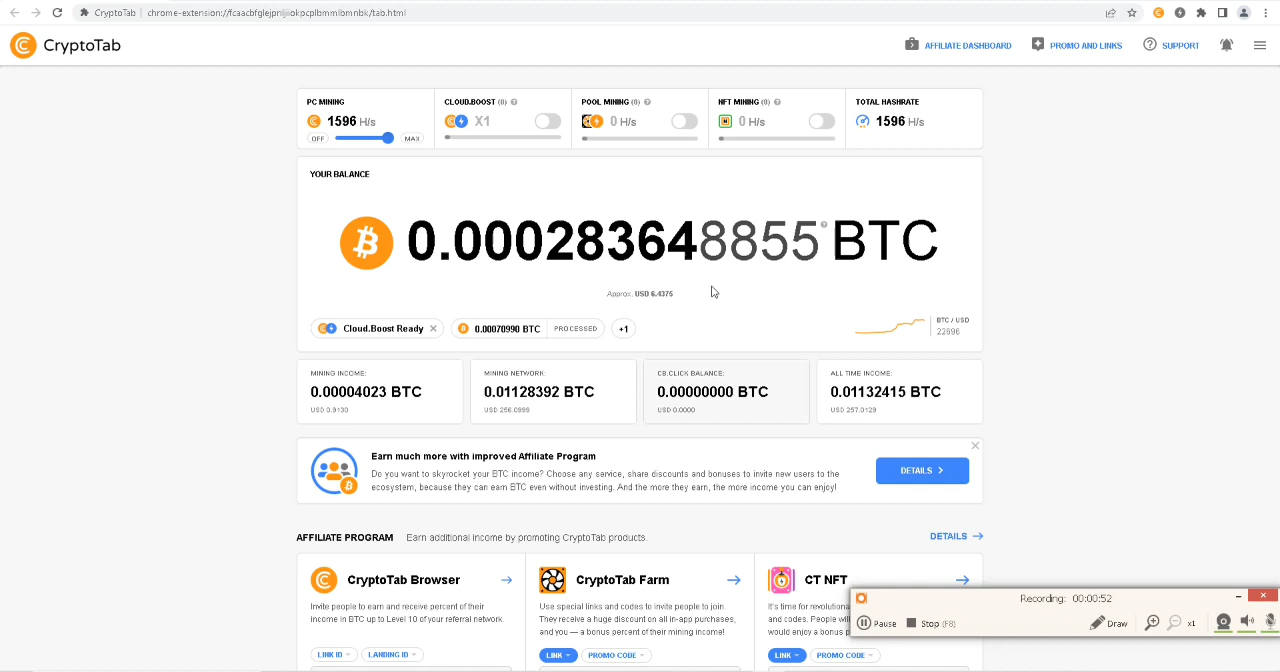 CryptoTab
chrome-extension://fcaacbfglejpnljiiokpcplbmmlbmnbk/tab.html
CryptoTab
AFFILIATE DASHBOARD
PROMO AND LINKS
SUPPORT
PC MINING
CLOUD.BOOST (0)
POOL MINING (0)
NFT MINING (0)
TOTAL HASHRATE
1596 H/s
X1
0 H/s
0 H/s
1596 H/s
OFF
MAX
YOUR BALANCE
0.000283648855 BTC
Approx. USD 6.4375
Cloud.Boost Ready
0.00070990 BTC
PROCESSED
+1
BTC / USD
22696
MINING INCOME:
0.00004023 BTC
USD 0.9130
MINING NETWORK:
0.01128392 BTC
USD 256.0999
CB.CLICK BALANCE:
0.00000000 BTC
USD 0.0000
ALL TIME INCOME:
0.01132415 BTC
USD 257.0129
Earn much more with improved Affiliate Program
Do you want to skyrocket your BTC income? Choose any service, share discounts and bonuses to invite new users to the
ecosystem, because they can earn BTC even without investing. And the more they earn, the more income you can enjoy!
DETAILS
AFFILIATE PROGRAM
Earn additional income by promoting CryptoTab products.
DETAILS
CryptoTab Browser
Invite people to earn and receive percent of their
income in BTC up to Level 10 of your referral network.
LINK ID
LANDING ID
CryptoTab Farm
Use special links and codes to invite people to join.
They receive a huge discount on all in-app purchases,
and you — a bonus percent of their mining income!
LINK
PROMO CODE
CT NFT
It's time for revolutiona
and codes. People will
would enjoy a bonus p
LINK
PROMO CODE
Recording: 00:00:52
Pause
Stop (F8)
Draw
x1